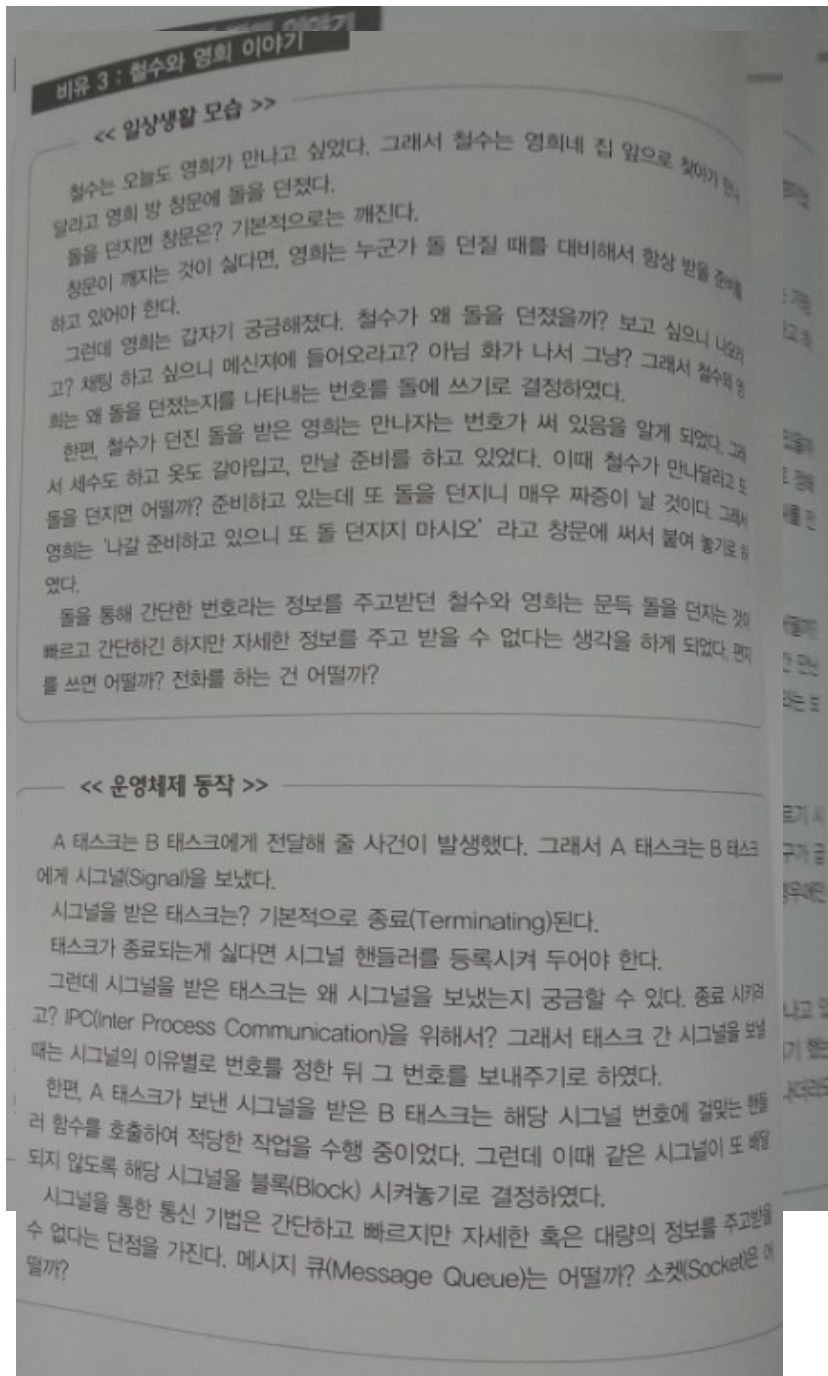 비유 3 : 철수와 영희 이야기
<< 일상생활 모습 >>
철수는 오늘도 영희가 만나고 싶었다. 그래서 철수는 영희네 집 앞으로 찾아가 만나
달라고 영희 방 창문에 돌을 던졌다.
돌을 던지면 창문은? 기본적으로는 깨진다.
창문이 깨지는 것이 싫다면, 영희는 누군가 돌 던질 때를 대비해서 항상 받을 준비를
하고 있어야 한다.
그런데 영희는 갑자기 궁금해졌다. 철수가 왜 돌을 던졌을까? 보고 싶으니 나오라
고? 채팅 하고 싶으니 메신저에 들어오라고? 아님 화가 나서 그냥? 그래서 철수와 영
희는 왜 돌을 던졌는지를 나타내는 번호를 돌에 쓰기로 결정하였다.
한편, 철수가 던진 돌을 받은 영희는 만나자는 번호가 써 있음을 알게 되었다. 그래
서 세수도 하고 옷도 갈아입고, 만날 준비를 하고 있었다. 이때 철수가 만나달라고 또
돌을 던지면 어떨까? 준비하고 있는데 또 돌을 던지니 매우 짜증이 날 것이다. 그래서
영희는 '나갈 준비하고 있으니 또 돌 던지지 마시오' 라고 창문에 써서 붙여 놓기로 하
였다.
돌을 통해 간단한 번호라는 정보를 주고받던 철수와 영희는 문득 돌을 던지는 것이
빠르고 간단하긴 하지만 자세한 정보를 주고 받을 수 없다는 생각을 하게 되었다. 편지
를 쓰면 어떨까? 전화를 하는 건 어떨까?
<< 운영체제 동작 >>
A 태스크는 B 태스크에게 전달해 줄 사건이 발생했다. 그래서 A 태스크는 B 태스크
에게 시그널(Signal)을 보냈다.
시그널을 받은 태스크는? 기본적으로 종료(Terminating)된다.
태스크가 종료되는게 싫다면 시그널 핸들러를 등록시켜 두어야 한다.
그런데 시그널을 받은 태스크는 왜 시그널을 보냈는지 궁금할 수 있다. 종료 시키려
고? IPC(Inter Process Communication)을 위해서? 그래서 태스크 간 시그널을 보낼
때는 시그널의 이유별로 번호를 정한 뒤 그 번호를 보내주기로 하였다.
한편, A 태스크가 보낸 시그널을 받은 B 태스크는 해당 시그널 번호에 걸맞는 핸들
러 함수를 호출하여 적당한 작업을 수행 중이었다. 그런데 이때 같은 시그널이 또 배달
되지 않도록 해당 시그널을 블록(Block) 시켜놓기로 결정하였다.
시그널을 통한 통신 기법은 간단하고 빠르지만 자세한 혹은 대량의 정보를 주고받을
수 없다는 단점을 가진다. 메시지 큐(Message Queue)는 어떨까? 소켓(Socket)은 어
떨까?